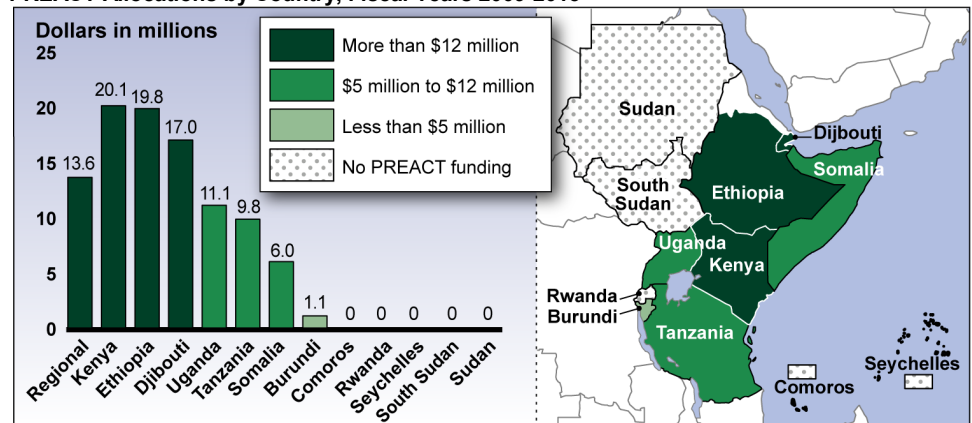 Dollars in millions
25
20
15
10
5
0
13.6
20.1
19.8
17.0
11.1
9.8
6.0
1.1
0
0
0
0
0
Regional
Kenya
Ethiopia
Djibouti
Uganda
Tanzania
Somalia
Burundi
Comoros
Rwanda
Seychelles
South Sudan
Sudan
More than $12 million
$5 million to $12 million
Less than $5 million
No PREACT funding
Sudan
Dijbouti
Somalia
South
Sudan
Ethiopia
Uganda
Kenya
Rwanda
Burundi
Tanzania
Seychelles
Comoros